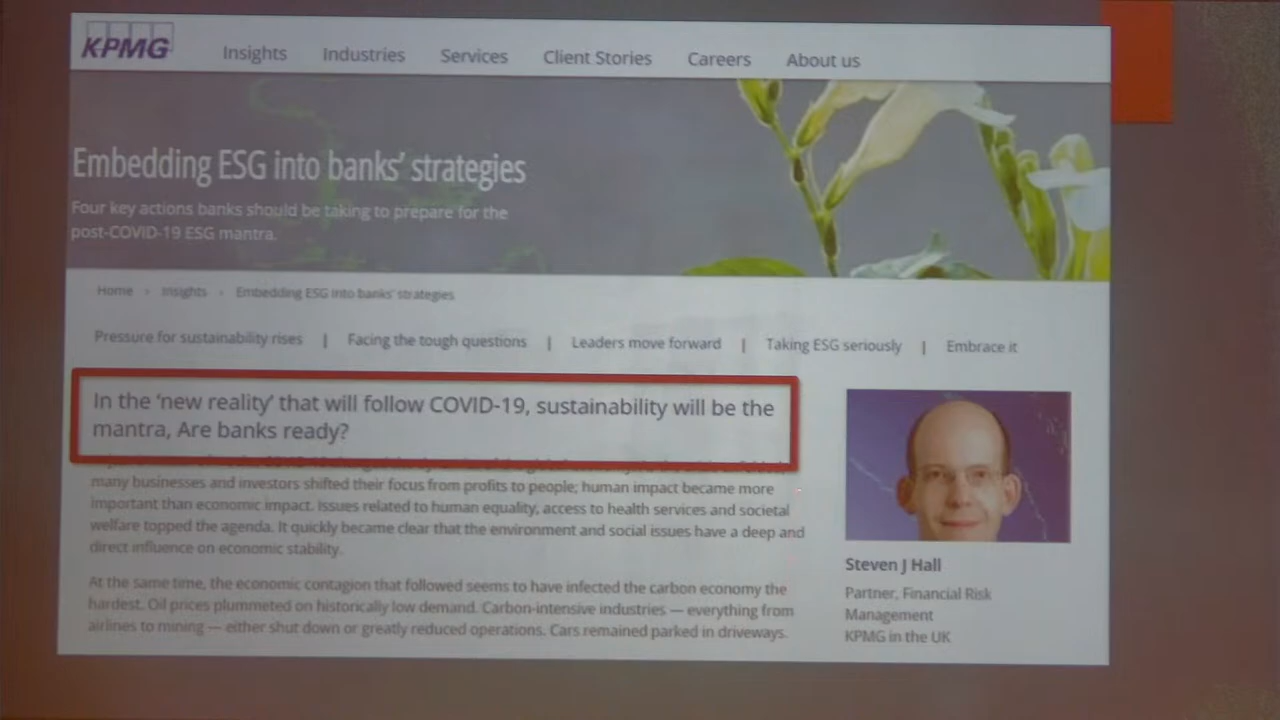 KPMG
Insights
Industries
Services
Client Stories
Careers
About us
Embedding ESG into banks' strategies
Four key actions banks should be taking to prepare for the
post-COVID-19 ESG mantra.
Home › Insights › Embedding ESG into banks' strategies
Pressure for sustainability rises | Facing the tough questions | Leaders move forward | Taking ESG seriously | Embrace it
In the 'new reality' that will follow COVID-19, sustainability will be the
mantra, Are banks ready?
many businesses and investors shifted their focus from profits to people; human impact became more
important than economic impact. Issues related to human equality, access to health services and societal
welfare topped the agenda. It quickly became clear that the environment and social issues have a deep and
direct influence on economic stability.
At the same time, the economic contagion that followed seems to have infected the carbon economy the
hardest. Oil prices plummeted on historically low demand. Carbon-intensive industries — everything from
airlines to mining — either shut down or greatly reduced operations. Cars remained parked in driveways.
Steven J Hall
Partner, Financial Risk
Management
KPMG in the UK